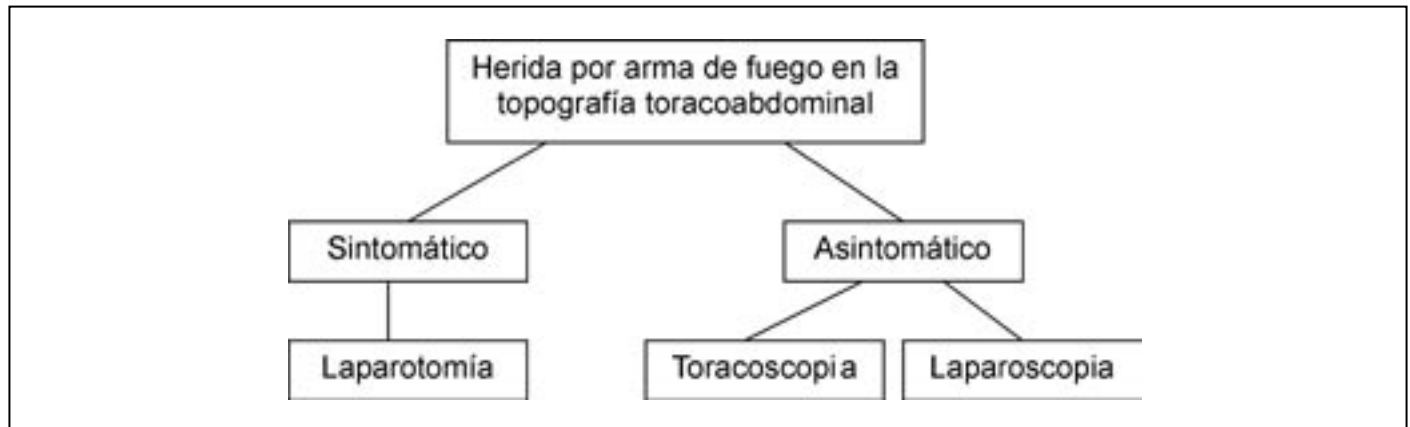 Herida por arma de fuego en la
topografía toracoabdominal
Sintomático
Asintomático
Laparotomía
Toracoscopia
Laparoscopia